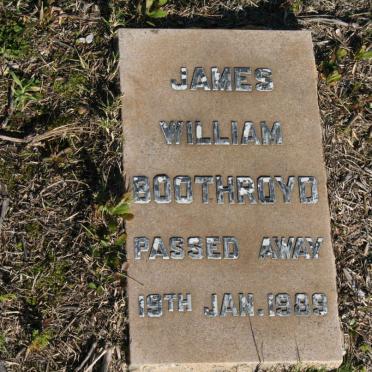 JAMES
WILLIAM
BOOTHROYD
PASSED AWAY
19TH JAN. 1989